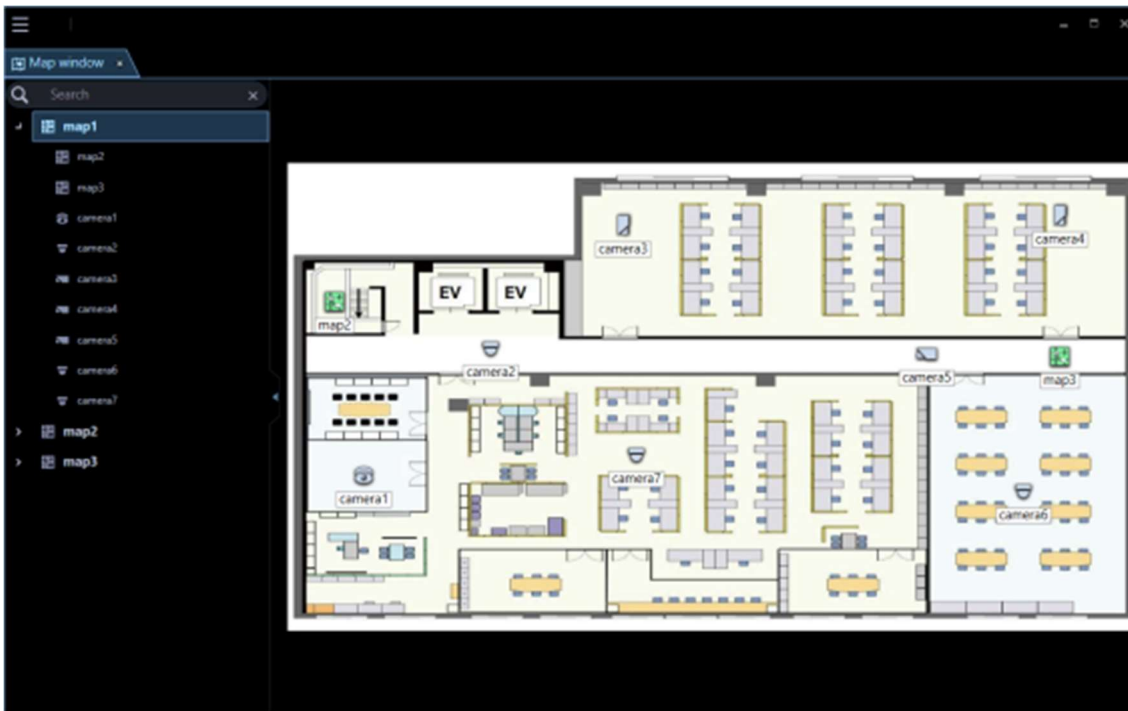 Map window
Search
map1
map2
map3
camera1
camera2
camera3
camera4
camera5
camera6
camera7
map2
map3
camera3
camera4
EV
EV
map2
camera2
camera5
map3
camera7
camera1
camera6